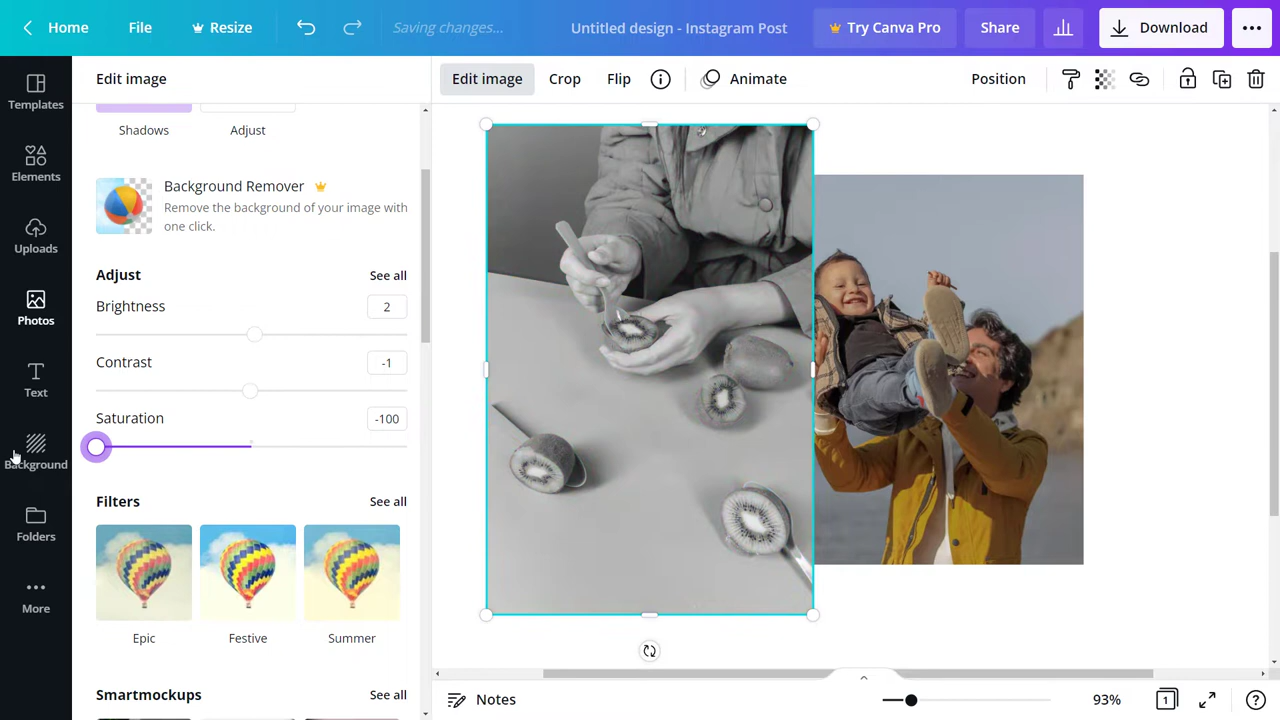 Home File Resize Saving changes... Untitled design - Instagram Post Try Canva Pro Share Download
Templates
Elements
Uploads
Photos
Text
Background
Folders
More
Edit image
Shadows Adjust
Background Remover
Remove the background of your image with
one click.
Adjust See all
Brightness 2
Contrast -1
Saturation -100
Filters See all
Epic Festive Summer
Smartmockups See all
Edit image Crop Flip Animate Position
Notes 93% 1